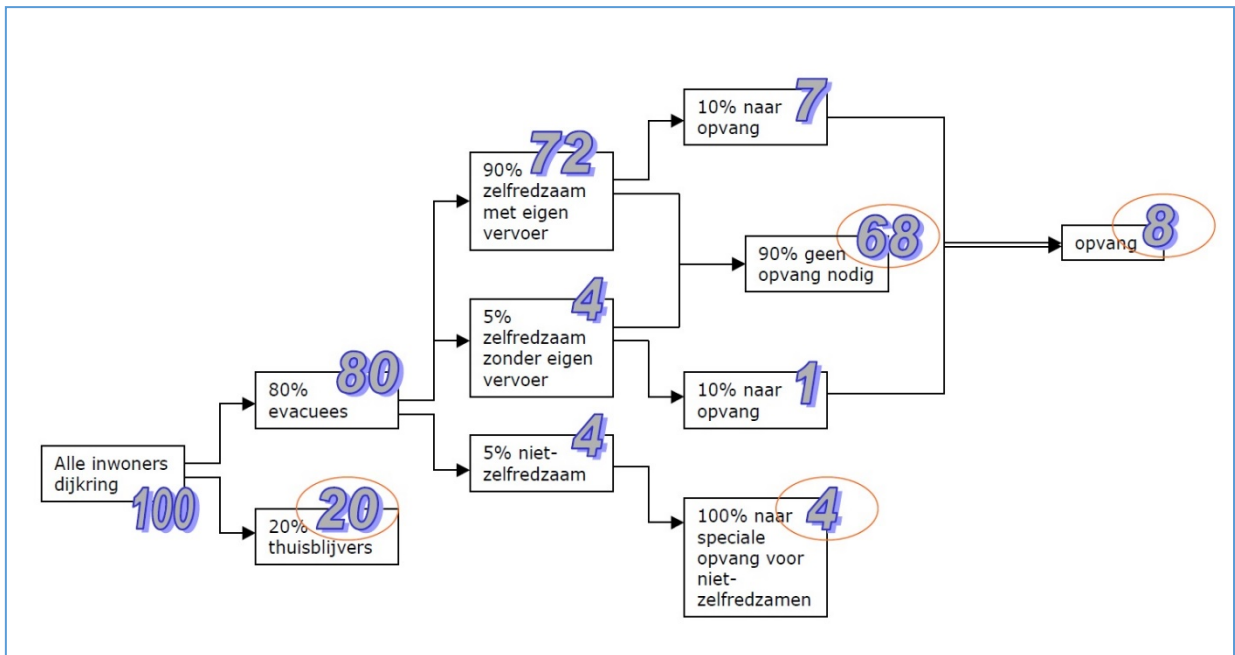 Alle inwoners
dijkring
100
80%
evacuees
80
20%
thuisblijvers
20
90%
zelfredzaam
met eigen
vervoer
72
5%
zelfredzaam
zonder eigen
vervoer
4
5% niet-
zelfredzaam
4
10% naar
opvang
7
90% geen
opvang nodig
68
10% naar
opvang
1
100% naar
speciale
opvang voor
niet-
zelfredzamen
4
opvang
8